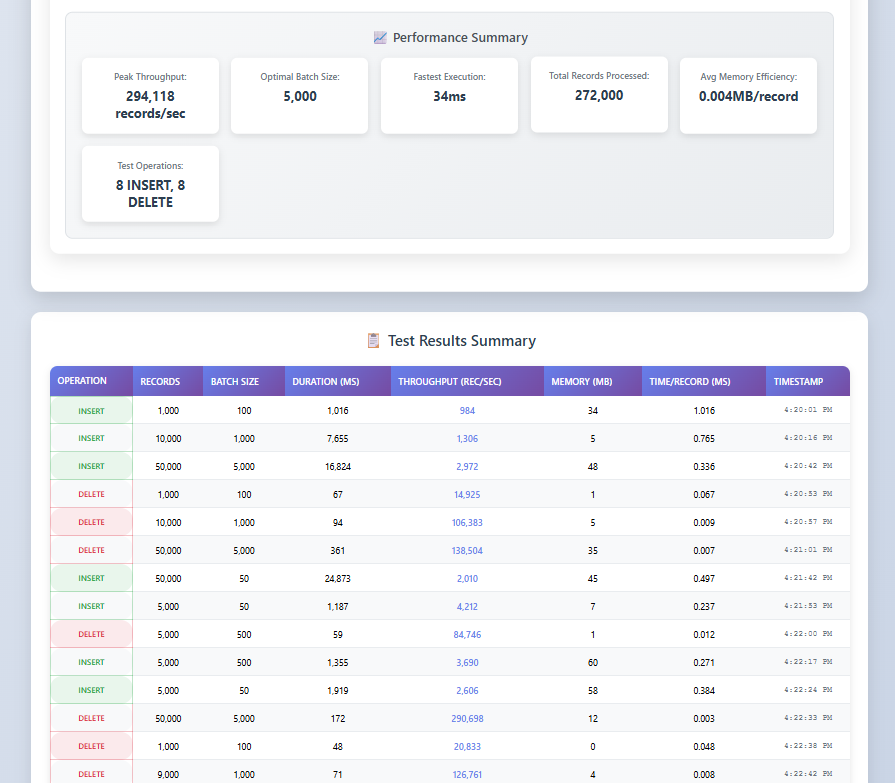 📈 Performance Summary
Peak Throughput:
294,118
records/sec
Optimal Batch Size:
5,000
Fastest Execution:
34ms
Total Records Processed:
272,000
Avg Memory Efficiency:
0.004MB/record
Test Operations:
8 INSERT, 8
DELETE
📋 Test Results Summary
OPERATION RECORDS BATCH SIZE DURATION (MS) THROUGHPUT (REC/SEC) MEMORY (MB) TIME/RECORD (MS) TIMESTAMP
INSERT 1,000 100 1,016 984 34 1.016 4:20:01 PM
INSERT 10,000 1,000 7,655 1,306 5 0.765 4:20:16 PM
INSERT 50,000 5,000 16,824 2,972 48 0.336 4:20:42 PM
DELETE 1,000 100 67 14,925 1 0.067 4:20:53 PM
DELETE 10,000 1,000 94 106,383 5 0.009 4:20:57 PM
DELETE 50,000 5,000 361 138,504 35 0.007 4:21:01 PM
INSERT 50,000 50 24,873 2,010 45 0.497 4:21:42 PM
INSERT 5,000 50 1,187 4,212 7 0.237 4:21:53 PM
DELETE 5,000 500 59 84,746 1 0.012 4:22:00 PM
INSERT 5,000 500 1,355 3,690 60 0.271 4:22:17 PM
INSERT 5,000 50 1,919 2,606 58 0.384 4:22:24 PM
DELETE 50,000 5,000 172 290,698 12 0.003 4:22:33 PM
DELETE 1,000 100 48 20,833 0 0.048 4:22:38 PM
DELETE 9,000 1,000 71 126,761 4 0.008 4:22:42 PM